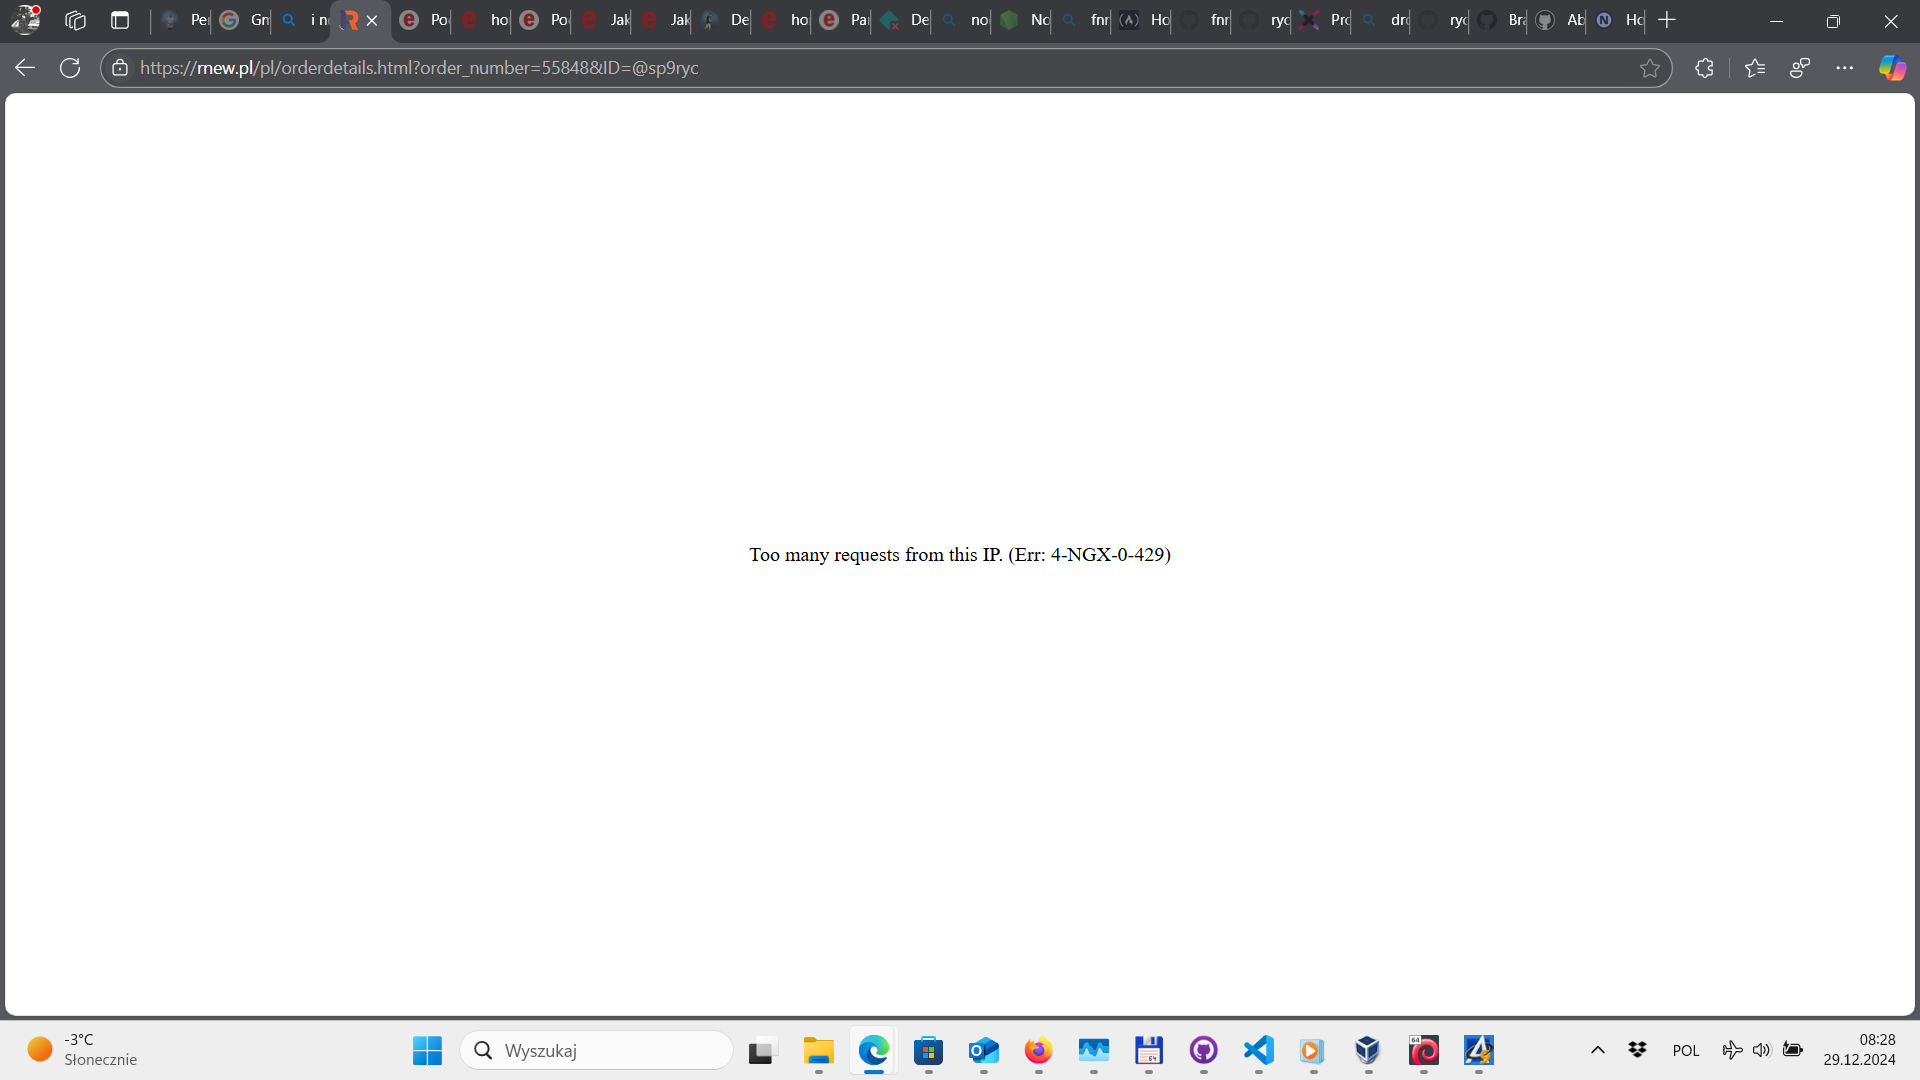 Pe
Gn
i n
Po
ho
Po
Jak
Jak
De
ho
Par
De
no
No
fnr
Ho
fnr
ryc
Pro
dro
ryc
Bra
Ab
Ho
https://rnew.pl/pl/orderdetails.html?order_number=55848&ID=@sp9ryc
Too many requests from this IP. (Err: 4-NGX-0-429)
-3°C
Słonecznie
Wyszukaj
POL
08:28
29.12.2024